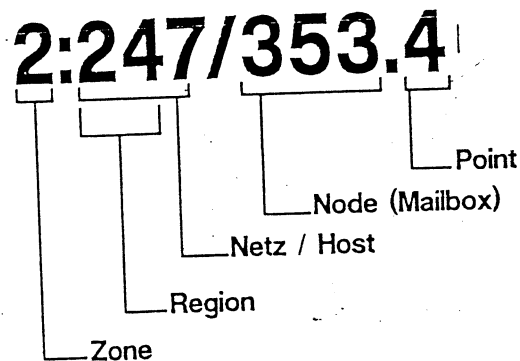 2:247/353.4
Point
Node (Mailbox)
Netz / Host
Region
Zone